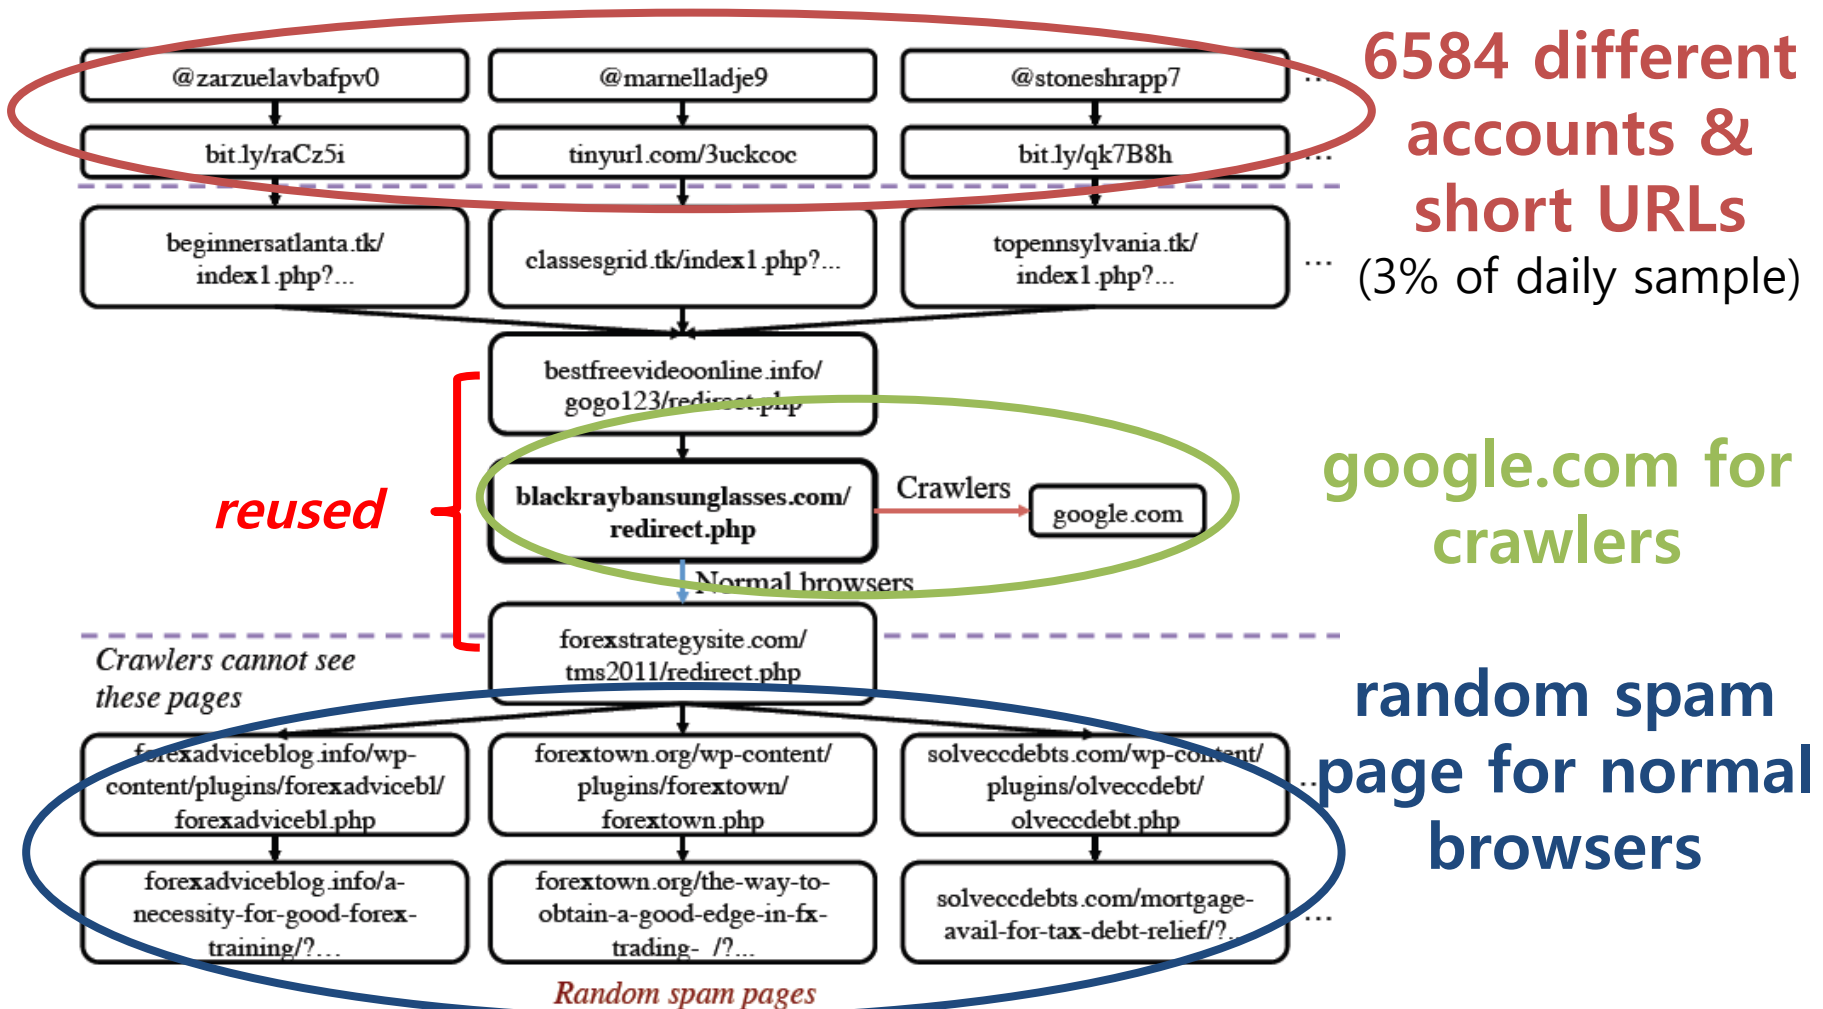 @zarzuelavbafpv0
@marnelladje9
@stoneshrapp7
...
bit.ly/raCz5i
tinyurl.com/3uckcoc
bit.ly/qk7B8h
...
beginnersatlanta.tk/
index1.php?...
classesgrid.tk/index1.php?...
topennsylvania.tk/
index1.php?...
...
6584 different
accounts &
short URLs
(3% of daily sample)
bestfreevideoonline.info/
gogo123/redirect.php
reused
blackraybansunglasses.com/
redirect.php
Crawlers
google.com
google.com for
crawlers
Normal browsers
forexstrategysite.com/
tms2011/redirect.php
Crawlers cannot see
these pages
forexadviceblog.info/wp-
content/plugins/forexadvicebl/
forexadvicebl.php
forextown.org/wp-content/
plugins/forextown/
forextown.php
solveccdebts.com/wp-content/
plugins/olveccdebt/
olveccdebt.php
...
random spam
page for normal
browsers
forexadviceblog.info/a-
necessity-for-good-forex-
training/?...
forextown.org/the-way-to-
obtain-a-good-edge-in-fx-
trading- /?...
solveccdebts.com/mortgage-
avail-for-tax-debt-relief/?...
...
Random spam pages